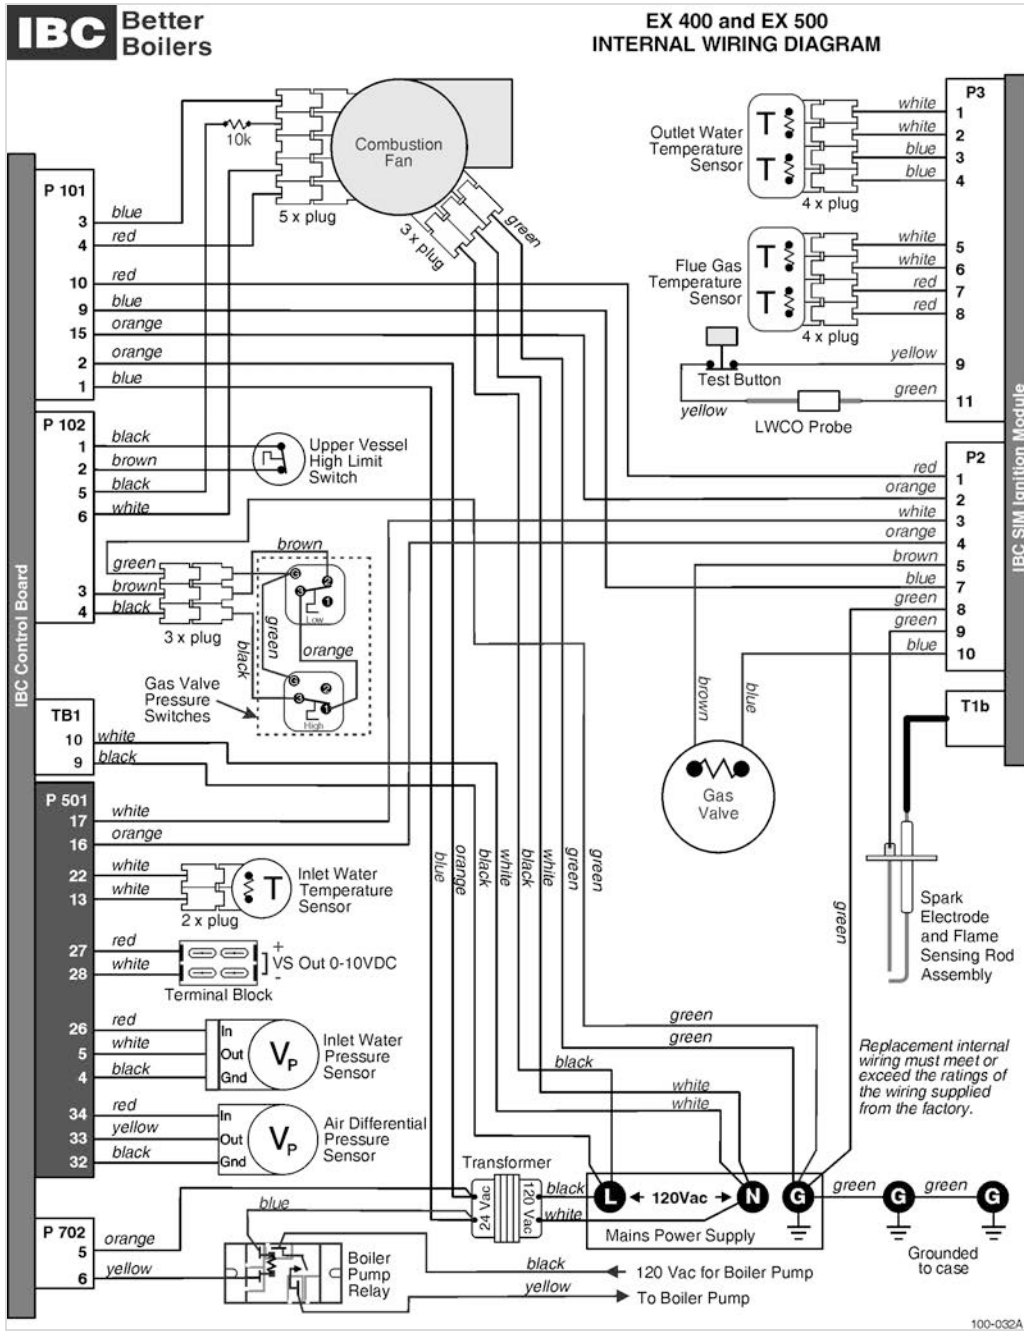 IBC Better
Boilers
EX 400 and EX 500
INTERNAL WIRING DIAGRAM
Combustion
Fan
10k
5 x plug
3 x plug
green
IBC Control Board
P 101
3 blue
4 red
10 red
9 blue
15 orange
2 orange
1 blue
P 102
1 black
2 brown
5 black
6 white
green
3 brown
4 black
3 x plug
Upper Vessel
High Limit
Switch
brown
G
2
3
1
Low
green
orange
black
G
2
3
1
High
Gas Valve
Pressure
Switches
TB1
10 white
9 black
P 501
17 white
16 orange
22 white
13 white
2 x plug
T
Inlet Water
Temperature
Sensor
27 red
28 white
+
VS Out 0-10VDC
-
Terminal Block
26 red
5 white
4 black
In
Out
Gnd
VP
Inlet Water
Pressure
Sensor
34 red
33 yellow
32 black
In
Out
Gnd
VP
Air Differential
Pressure
Sensor
P 702
5 orange
6 yellow
blue
Boiler
Pump
Relay
Transformer
24 Vac
120 Vac
black
white
L
120Vac
N
G
Mains Power Supply
green
G
green
G
Grounded
to case
black
120 Vac for Boiler Pump
yellow
To Boiler Pump
blue
orange
black
white
black
white
green
green
green
green
black
white
white
green
IBC SIM Ignition Module
P3
Outlet Water
Temperature
Sensor
T
T
4 x plug
white 1
white 2
blue 3
blue 4
Flue Gas
Temperature
Sensor
T
T
4 x plug
white 5
white 6
red 7
red 8
yellow 9
Test Button
green 11
yellow
LWCO Probe
P2
red 1
orange 2
white 3
orange 4
brown 5
blue 7
green 8
green 9
blue 10
brown
blue
Gas
Valve
T1b
Spark
Electrode
and Flame
Sensing Rod
Assembly
Replacement internal
wiring must meet or
exceed the ratings of
the wiring supplied
from the factory.
100-032A